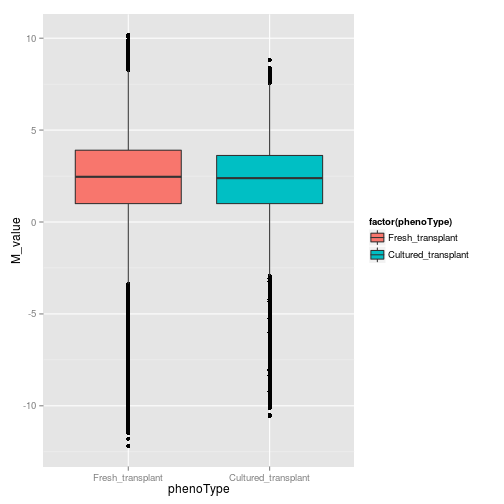 10
5
0
-5
-10
M_value
Fresh_transplant
Cultured_transplant
phenoType
factor(phenoType)
Fresh_transplant
Cultured_transplant